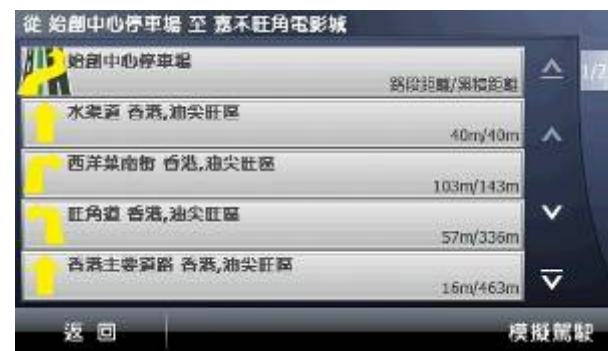 從 始創中心停車場 至 嘉禾旺角電影城
始創中心停車場
路段距離/累積距離
1/2
水渠道 香港,油尖旺區
40m/40m
西洋菜南街 香港,油尖旺區
103m/143m
旺角道 香港,油尖旺區
57m/336m
香港主要道路 香港,油尖旺區
16m/463m
返 回
模擬駕駛